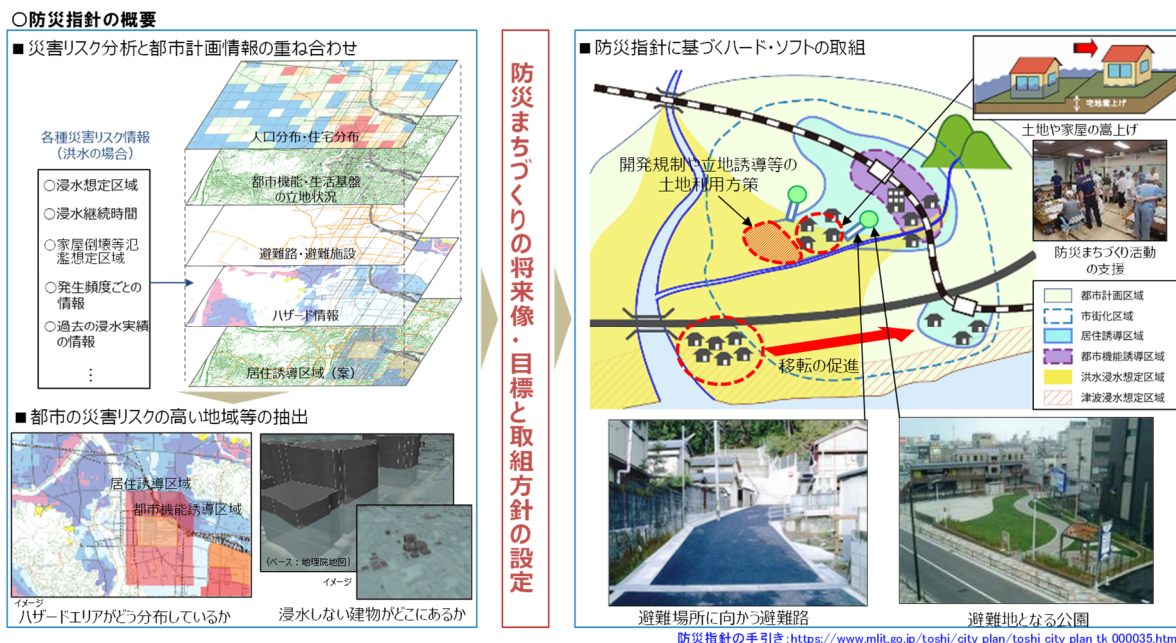 ○防災指針の概要
■災害リスク分析と都市計画情報の重ね合わせ
各種災害リスク情報
（洪水の場合）
○浸水想定区域
○浸水継続時間
○家屋倒壊等氾
濫想定区域
○発生頻度ごとの
情報
○過去の浸水実績
の情報
⋮
人口分布・住宅分布
都市機能・生活基盤
の立地状況
避難路・避難施設
ハザード情報
居住誘導区域（案）
■都市の災害リスクの高い地域等の抽出
居住誘導区域
都市機能誘導区域
イメージ
ハザードエリアがどう分布しているか
（ベース：地理院地図）
イメージ
浸水しない建物がどこにあるか
防災まちづくりの将来像・目標と取組方針の設定
■防災指針に基づくハード・ソフトの取組
開発規制や立地誘導等の
土地利用方策
移転の促進
宅地嵩上げ
土地や家屋の嵩上げ
防災まちづくり活動
の支援
都市計画区域
市街化区域
居住誘導区域
都市機能誘導区域
洪水浸水想定区域
津波浸水想定区域
避難場所に向かう避難路
避難地となる公園
防災指針の手引き:https://www.mlit.go.jp/toshi/city_plan/toshi_city_plan_tk_000035.htm